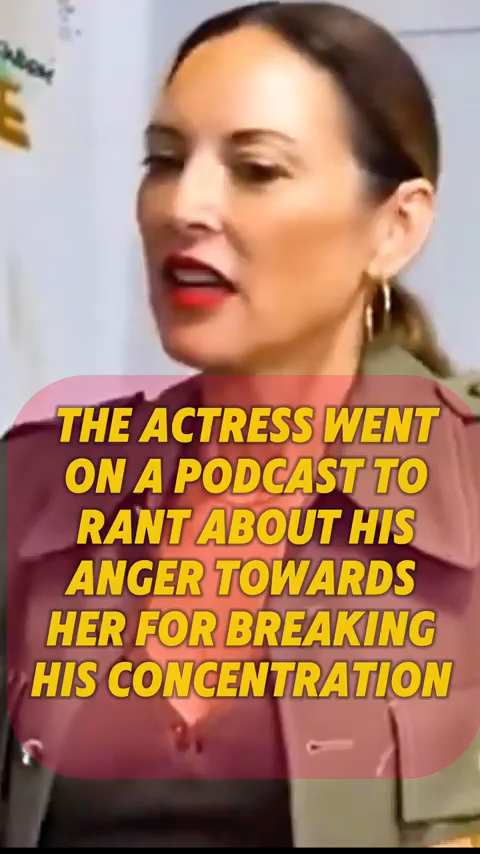 THE ACTRESS WENT
ON A PODCAST TO
RANT ABOUT HIS
ANGER TOWARDS
HER FOR BREAKING
HIS CONCENTRATION